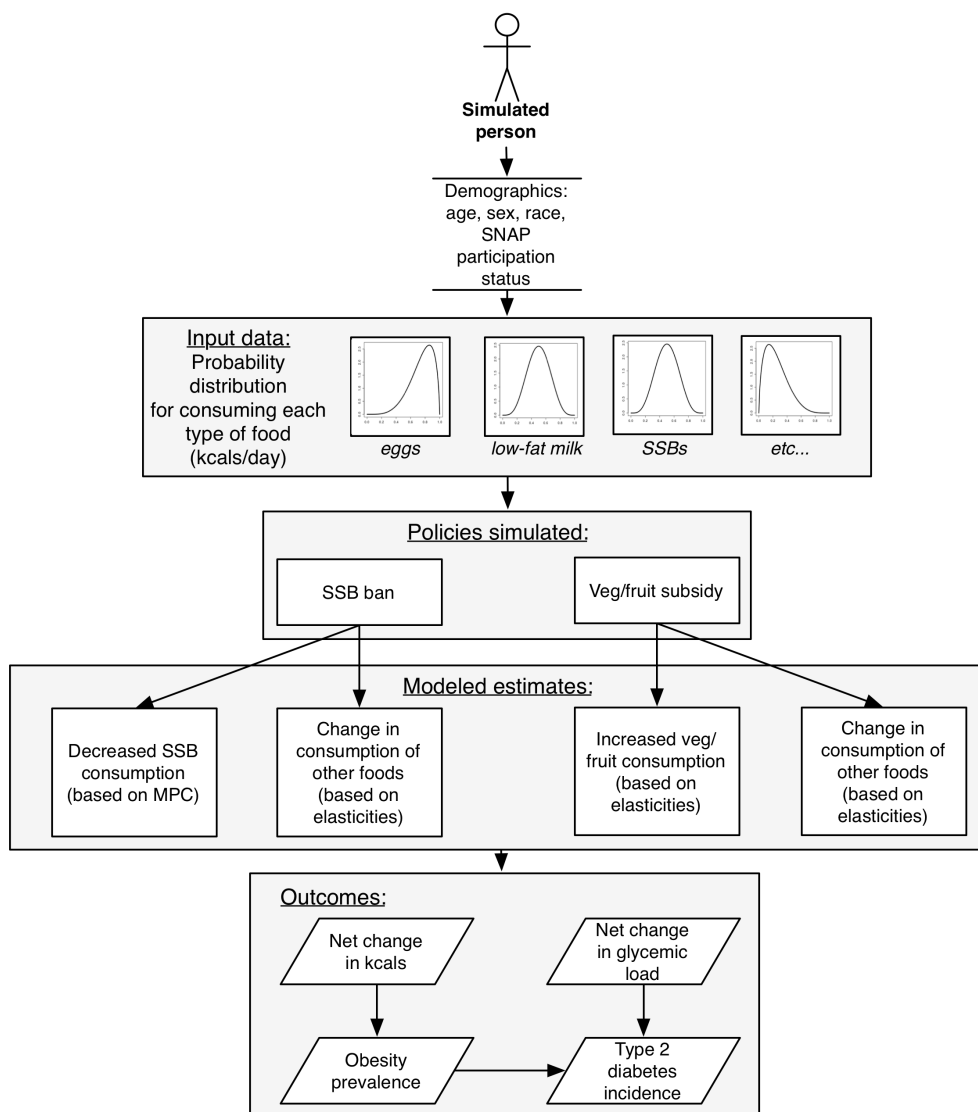 Simulated
person
Demographics:
age, sex, race,
SNAP
participation
status
Input data:
Probability
distribution
for consuming each
type of food
(kcals/day)
eggs
low-fat milk
SSBs
etc...
Policies simulated:
SSB ban
Veg/fruit subsidy
Modeled estimates:
Decreased SSB
consumption
(based on MPC)
Change in
consumption of
other foods
(based on
elasticities)
Increased veg/
fruit consumption
(based on
elasticities)
Change in
consumption of
other foods
(based on
elasticities)
Outcomes:
Net change
in kcals
Net change
in glycemic
load
Obesity
prevalence
Type 2
diabetes
incidence